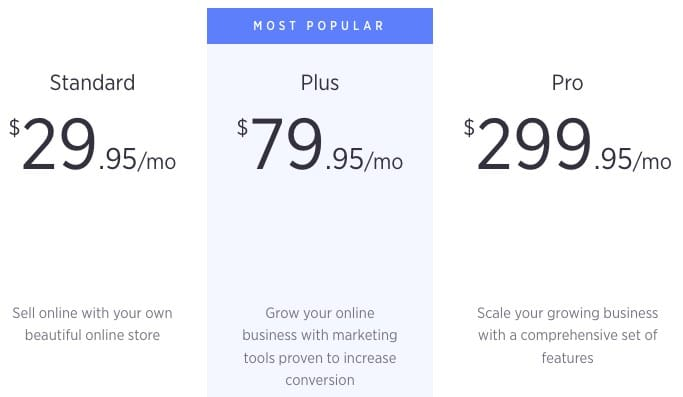 MOST POPULAR
Standard
$29.95/mo
Sell online with your own
beautiful online store
Plus
$79.95/mo
Grow your online
business with marketing
tools proven to increase
conversion
Pro
$299.95/mo
Scale your growing business
with a comprehensive set of
features